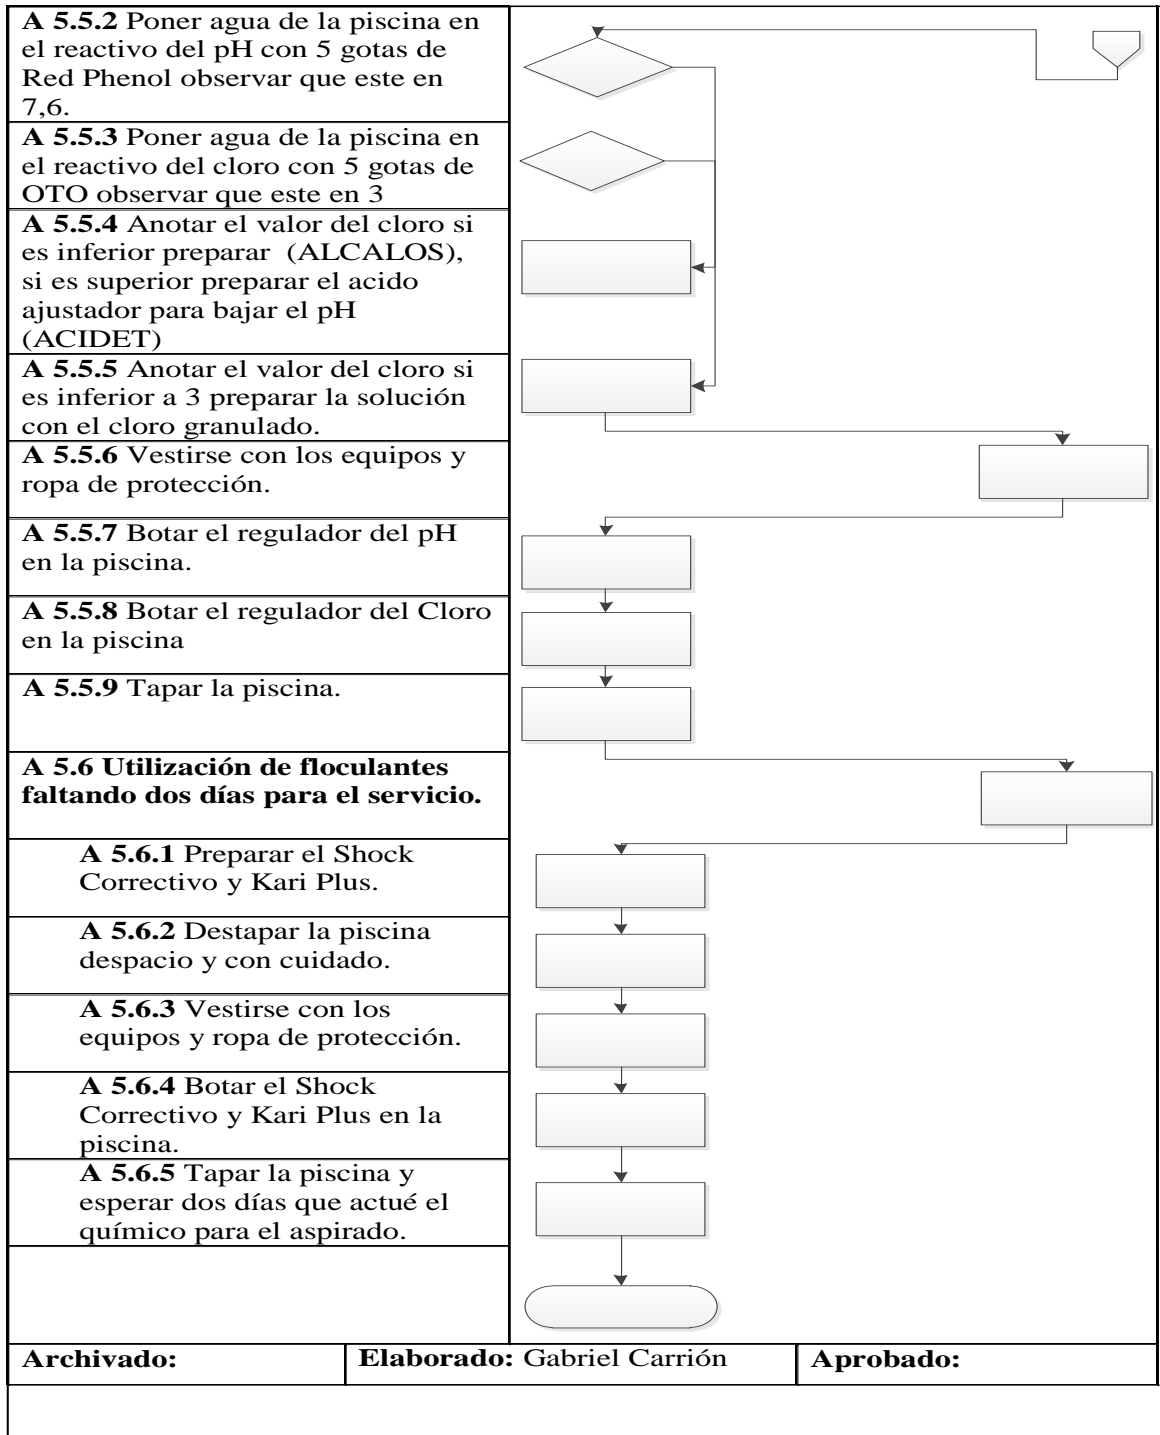 A 5.5.2 Poner agua de la piscina en
el reactivo del pH con 5 gotas de
Red Phenol observar que este en
7,6.
A 5.5.3 Poner agua de la piscina en
el reactivo del cloro con 5 gotas de
OTO observar que este en 3
A 5.5.4 Anotar el valor del cloro si
es inferior preparar (ALCALOS),
si es superior preparar el acido
ajustador para bajar el pH
(ACIDET)
A 5.5.5 Anotar el valor del cloro si
es inferior a 3 preparar la solución
con el cloro granulado.
A 5.5.6 Vestirse con los equipos y
ropa de protección.
A 5.5.7 Botar el regulador del pH
en la piscina.
A 5.5.8 Botar el regulador del Cloro
en la piscina
A 5.5.9 Tapar la piscina.
A 5.6 Utilización de floculantes
faltando dos días para el servicio.
A 5.6.1 Preparar el Shock
Correctivo y Kari Plus.
A 5.6.2 Destapar la piscina
despacio y con cuidado.
A 5.6.3 Vestirse con los
equipos y ropa de protección.
A 5.6.4 Botar el Shock
Correctivo y Kari Plus en la
piscina.
A 5.6.5 Tapar la piscina y
esperar dos días que actué el
químico para el aspirado.
Archivado: Elaborado: Gabriel Carrión Aprobado: